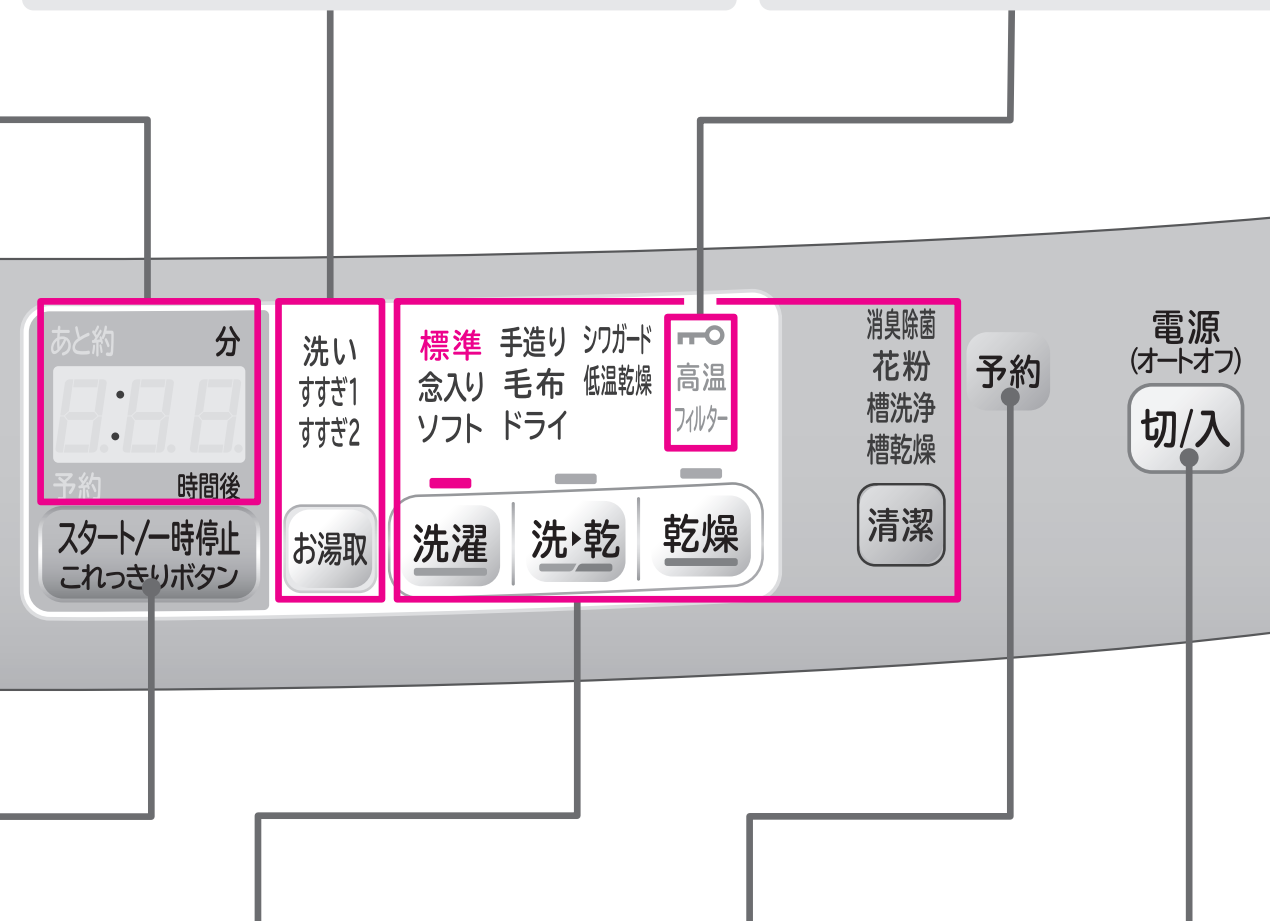 あと約 分
8:88
予約 時間後
スタート/一時停止
これっきりボタン
洗い
すすぎ1
すすぎ2
お湯取
標準 手造り シワガード
念入り 毛布 低温乾燥
ソフト ドライ
高温
フィルター
洗濯
洗▶乾
乾燥
消臭除菌
花粉
槽洗浄
槽乾燥
清潔
予約
電源
(オートオフ)
切/入